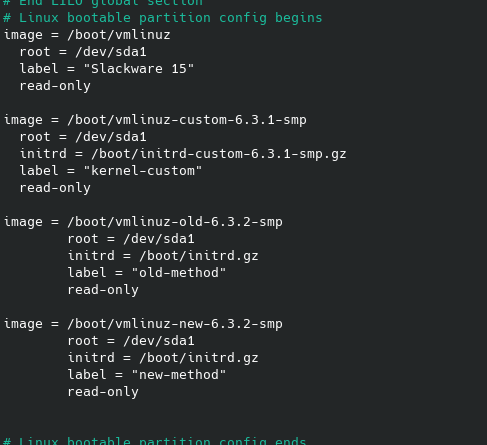 # End LILO global section
# Linux bootable partition config begins
image = /boot/vmlinuz
  root = /dev/sda1
  label = "Slackware 15"
  read-only

image = /boot/vmlinuz-custom-6.3.1-smp
  root = /dev/sda1
  initrd = /boot/initrd-custom-6.3.1-smp.gz
  label = "kernel-custom"
  read-only

image = /boot/vmlinuz-old-6.3.2-smp
        root = /dev/sda1
        initrd = /boot/initrd.gz
        label = "old-method"
        read-only

image = /boot/vmlinuz-new-6.3.2-smp
        root = /dev/sda1
        initrd = /boot/initrd.gz
        label = "new-method"
        read-only

# Linux bootable partition config ends